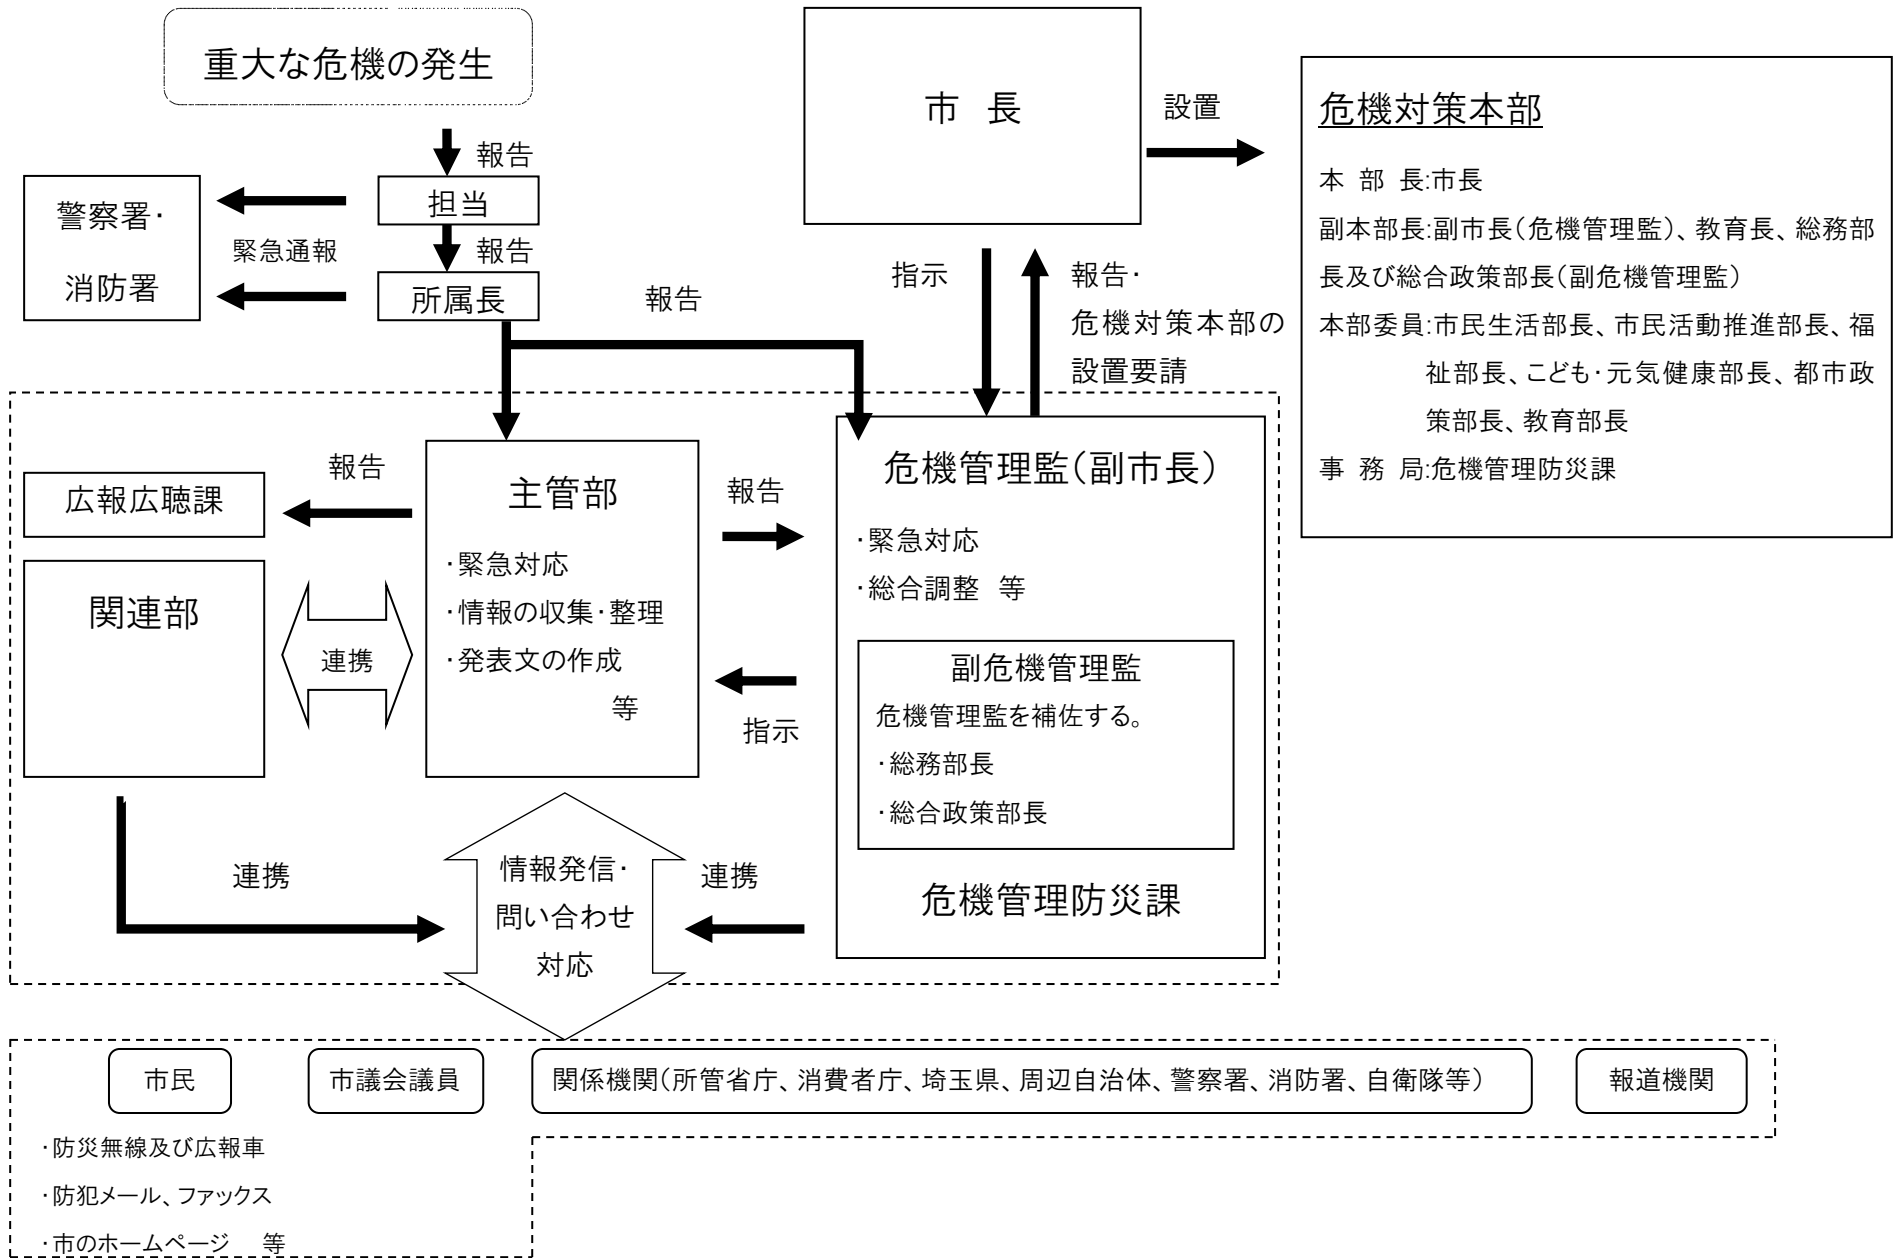 重大な危機の発生
報告
担当
報告
所属長
警察署・
消防署
緊急通報
報告
市　長
設置
指示
報告・
危機対策本部の
設置要請
危機対策本部
本　部　長:市長
副本部長:副市長（危機管理監）、教育長、総務部
長及び総合政策部長（副危機管理監）
本部委員:市民生活部長、市民活動推進部長、福
祉部長、こども・元気健康部長、都市政
策部長、教育部長
事　務　局:危機管理防災課
広報広聴課
報告
関連部
連携
主管部
・緊急対応
・情報の収集・整理
・発表文の作成
等
報告
指示
危機管理監（副市長）
・緊急対応
・総合調整　等
副危機管理監
危機管理監を補佐する。
・総務部長
・総合政策部長
危機管理防災課
連携
情報発信・
問い合わせ
対応
連携
市民
市議会議員
関係機関（所管省庁、消費者庁、埼玉県、周辺自治体、警察署、消防署、自衛隊等）
報道機関
・防災無線及び広報車
・防犯メール、ファックス
・市のホームページ　等